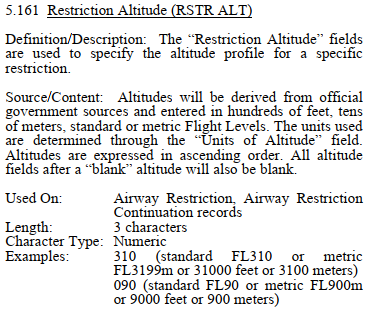 5.161 Restriction Altitude (RSTR ALT)
Definition/Description: The “Restriction Altitude” fields
are used to specify the altitude profile for a specific
restriction.
Source/Content: Altitudes will be derived from official
government sources and entered in hundreds of feet, tens
of meters, standard or metric Flight Levels. The units used
are determined through the “Units of Altitude” field.
Altitudes are expressed in ascending order. All altitude
fields after a “blank” altitude will also be blank.
Used On: Airway Restriction, Airway Restriction
Continuation records
Length: 3 characters
Character Type: Numeric
Examples: 310 (standard FL310 or metric
FL3199m or 31000 feet or 3100 meters)
090 (standard FL90 or metric FL900m
or 9000 feet or 900 meters)